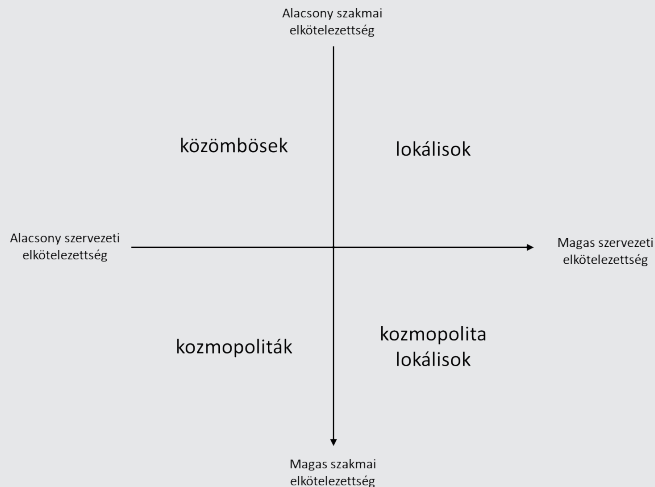 Alacsony szakmai
elkötelezettség
közömbösek
lokálisok
Alacsony szervezeti
elkötelezettség
Magas szervezeti
elkötelezettség
kozmopoliták
kozmopolita
lokálisok
Magas szakmai
elkötelezettség